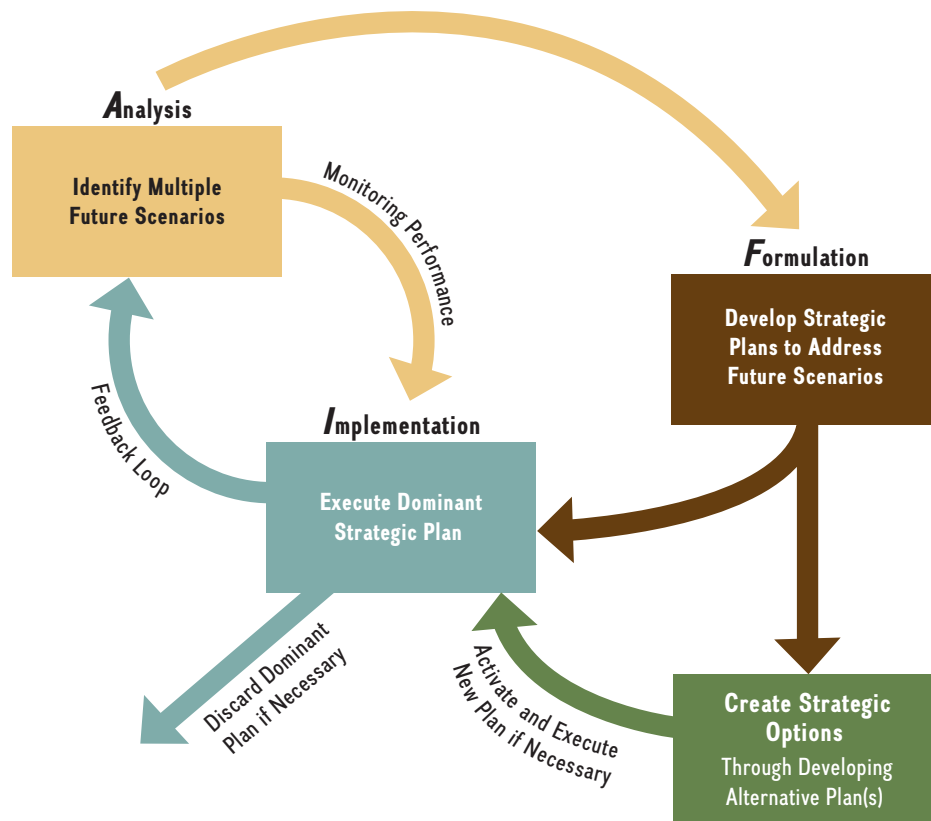 Analysis
Identify Multiple
Future Scenarios
Monitoring Performance
Formulation
Develop Strategic
Plans to Address
Future Scenarios
Feedback Loop
Implementation
Execute Dominant
Strategic Plan
Discard Dominant
Plan if Necessary
Activate and Execute
New Plan if Necessary
Create Strategic
Options
Through Developing
Alternative Plan(s)